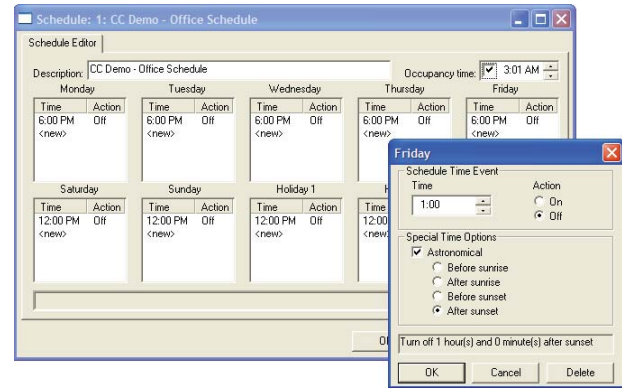 Schedule: 1: CC Demo - Office Schedule
Schedule Editor
Description: CC Demo - Office Schedule Occupancy time: 3:01 AM
Monday Tuesday Wednesday Thursday Friday
Time Action Time Action Time Action Time Action Time Action
6:00 PM Off 6:00 PM Off 6:00 PM Off 6:00 PM Off 6:00 PM Off
<new> <new> <new> <new> <new>
Saturday Sunday Holiday 1 H
Time Action Time Action Time Action Time
12:00 PM Off 12:00 PM Off 12:00 PM Off 12:00
<new> <new> <new> <new>
Friday
Schedule Time Event
Time Action
1:00 On
Off
Special Time Options
Astronomical
Before sunrise
After sunrise
Before sunset
After sunset
Turn off 1 hour(s) and 0 minute(s) after sunset
OK Cancel Delete